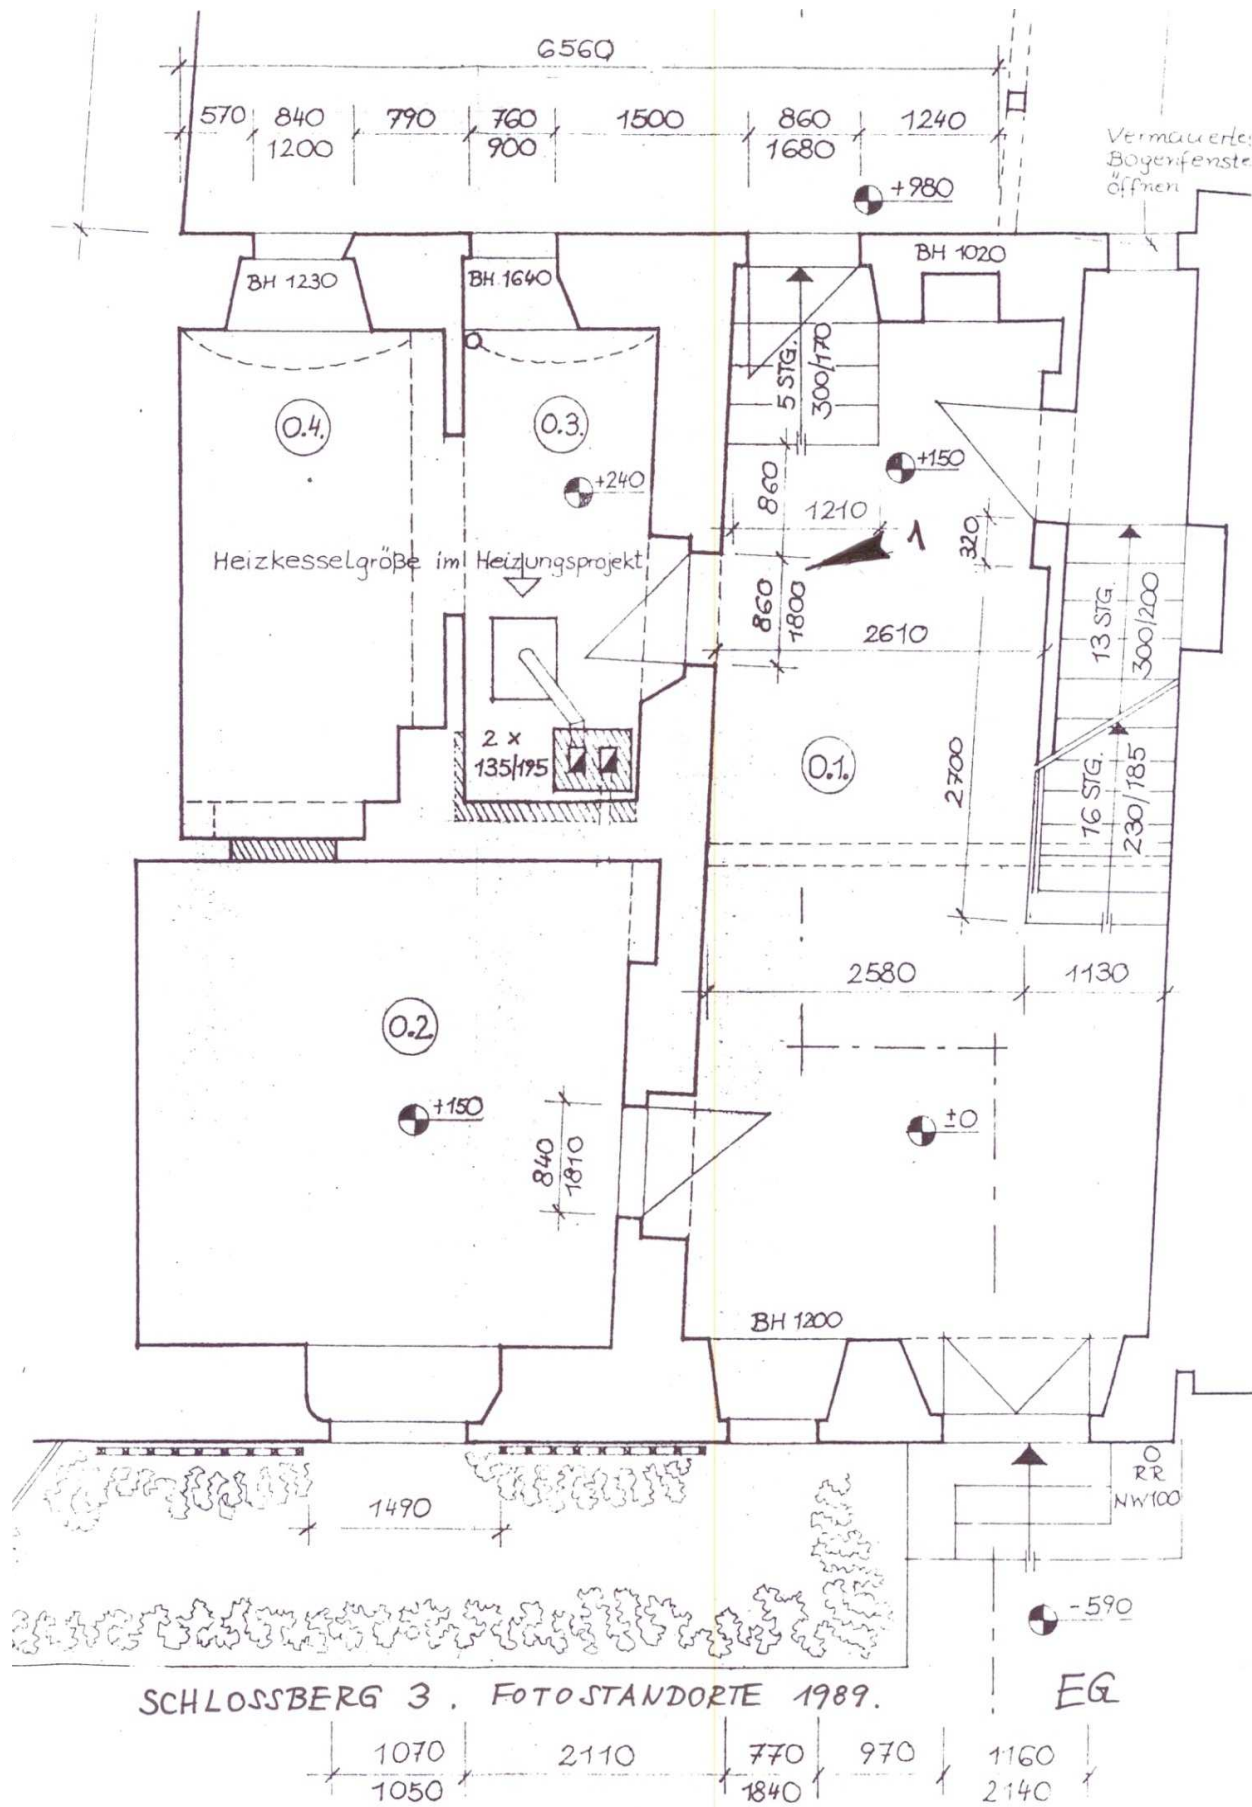 6560
570 840 790 760 1500 860 1240
1200 900 1680
Vermauertes
Bogenfenster
öffnen
+980
BH 1230
BH 1640
BH 1020
5 STG.
300/170
0.4.
0.3.
+240
+150
860
1210
1
320
Heizkesselgröße im Heizungsprojekt
860
1800
2610
13 STG.
300/200
2 x
135/195
0.1.
2700
16 STG.
230/185
2580
1130
0.2.
+150
840
1810
±0
BH 1200
RR
NW100
1490
-590
SCHLOSSBERG 3. FOTOSTANDORTE 1989. EG
1070 2110 770 970 1160
1050 1840 2140